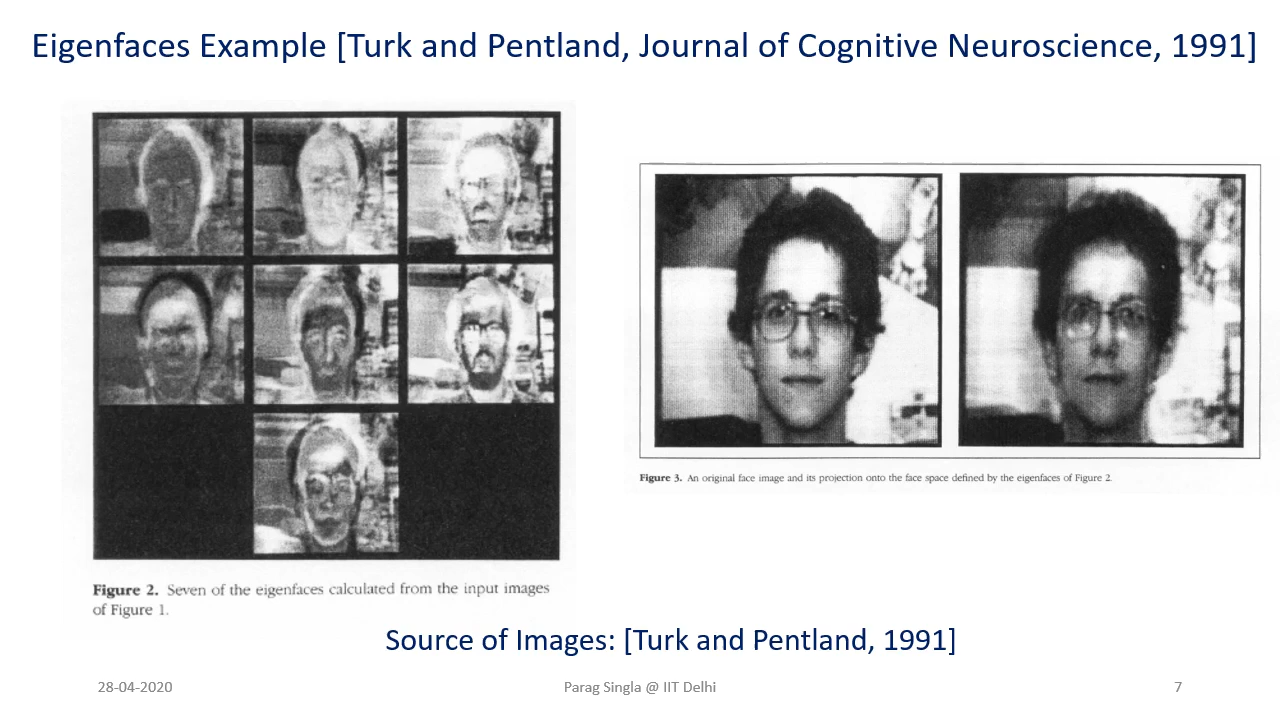 Eigenfaces Example [Turk and Pentland, Journal of Cognitive Neuroscience, 1991]
Figure 2. Seven of the eigenfaces calculated from the input images
of Figure 1.
Figure 3. An original face image and its projection onto the face space defined by the eigenfaces of Figure 2.
Source of Images: [Turk and Pentland, 1991]
28-04-2020
Parag Singla @ IIT Delhi
7